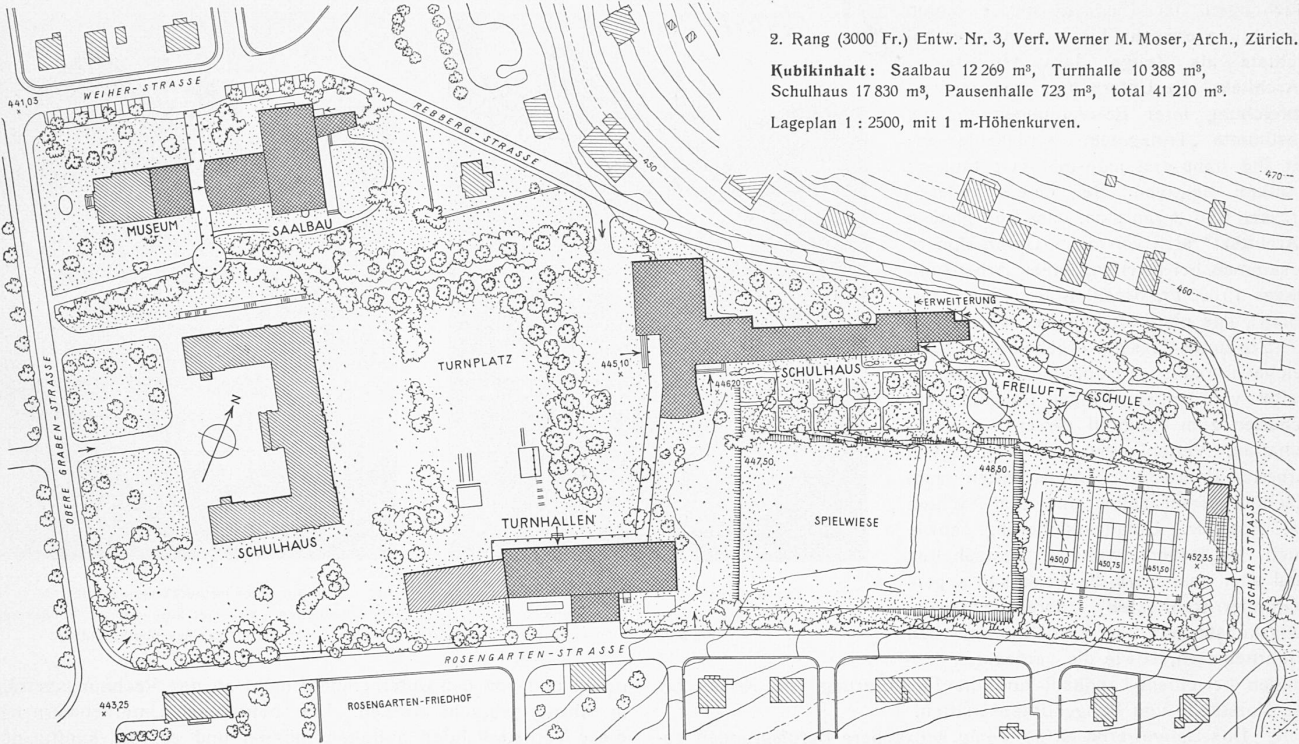 2. Rang (3000 Fr.) Entw. Nr. 3, Verf. Werner M. Moser, Arch., Zürich.
Kubikinhalt: Saalbau 12 269 m³, Turnhalle 10 388 m³,
Schulhaus 17 830 m³, Pausenhalle 723 m³, total 41 210 m³.
Lageplan 1 : 2500, mit 1 m-Höhenkurven.
441,03
WEIHER-STRASSE
REBBERG-STRASSE
450
470
460
MUSEUM
SAALBAU
ERWEITERUNG
TURNPLATZ
445,10
446,20
SCHULHAUS
FREILUFT-SCHULE
OBERE GRABEN-STRASSE
N
447,50
448,50
SPIELWIESE
TURNHALLEN
SCHULHAUS
450,0
450,75
451,50
452,35
FISCHER-STRASSE
ROSENGARTEN-STRASSE
443,25
ROSENGARTEN-FRIEDHOF